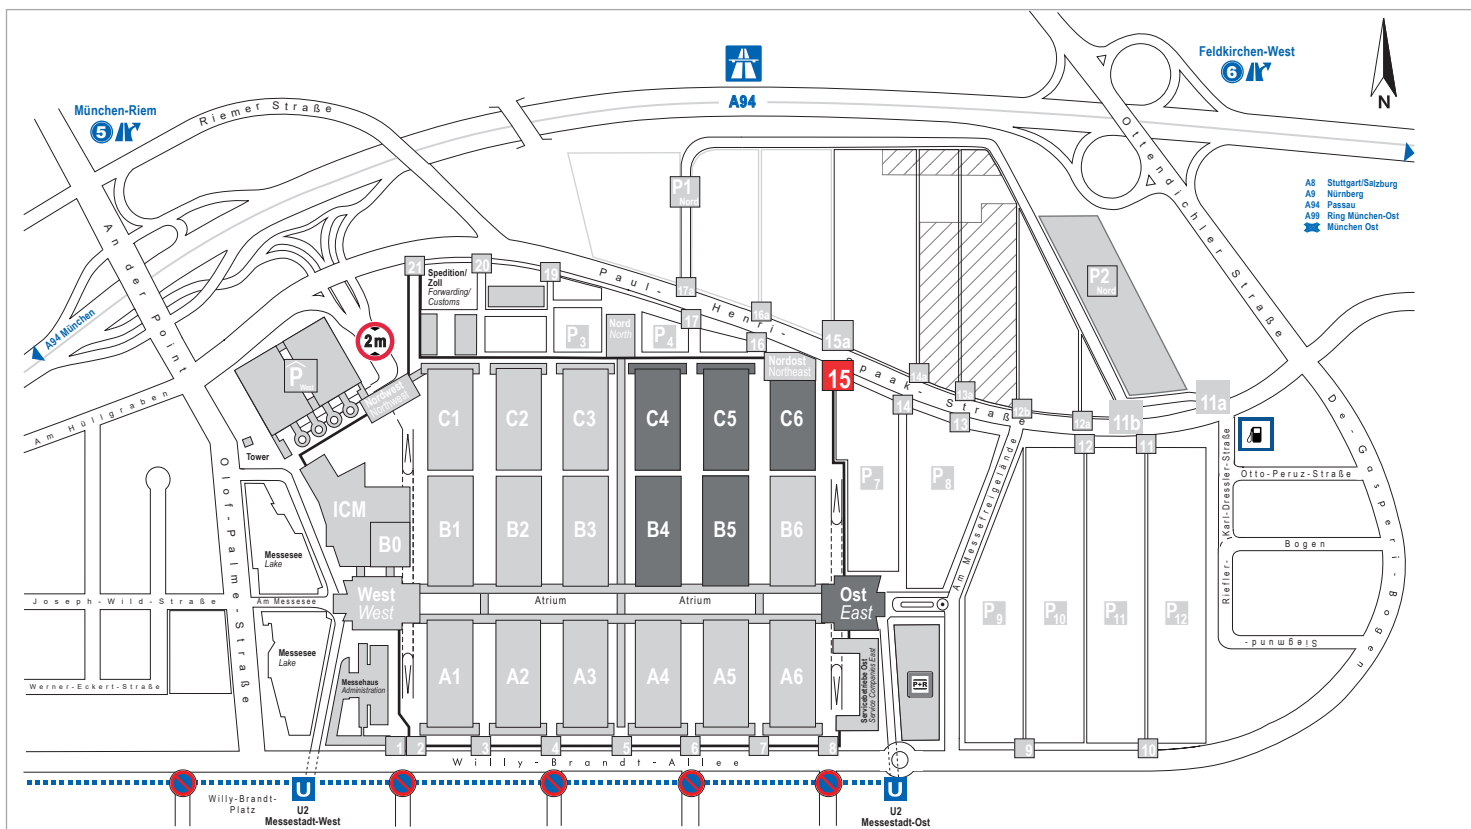 A94
Feldkirchen-West
6
N
München-Riem
5
Riemer Straße
Ottendichler Straße
A8 Stuttgart/Salzburg
A9 Nürnberg
A94 Passau
A99 Ring München-Ost
München Ost
P1
Nord
P2
Nord
An der Point
A94 München
21
Spedition/
Zoll
Forwarding/
Customs
20
19
Paul-Henri-Spaak-Straße
17a
16a
15a
17
16
15
14a
13a
12b
12a
11b
11a
14
13
12
11
2m
P
West
Nord
North
P3
P4
Nordost
Northeast
Nordwest
Northwest
Am Hüllgraben
Tower
Olof-Palme-Straße
ICM
B0
C1
C2
C3
C4
C5
C6
B1
B2
B3
B4
B5
B6
P7
P8
Am Messefreigelände
Karl-Dressler-Straße
Otto-Peruz-Straße
De-Gasperi-Bogen
Bogen
Riefler-
Siegmund-
Messesee
Lake
Joseph-Wild-Straße
Am Messesee
West
West
Atrium
Atrium
Ost
East
P9
P10
P11
P12
Messesee
Lake
Werner-Eckert-Straße
Messehaus
Administration
A1
A2
A3
A4
A5
A6
Servicebetriebe Ost
Service Companies East
P+R
1
2
3
4
5
6
7
8
9
10
Willy-Brandt-Allee
Willy-Brandt-
Platz
U
U2
Messestadt-West
U
U2
Messestadt-Ost